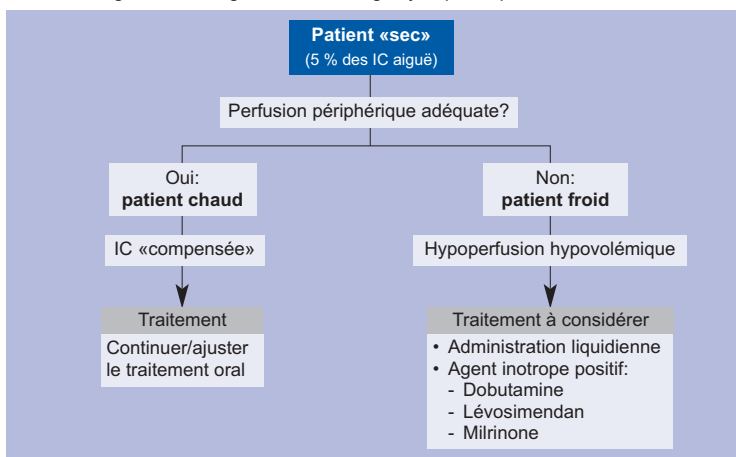 Patient «sec»
(5 % des IC aiguë)
Perfusion périphérique adéquate?
Oui:
patient chaud
Non:
patient froid
IC «compensée»
Hypoperfusion hypovolémique
Traitement
Continuer/ajuster
le traitement oral
Traitement à considérer
• Administration liquidienne
• Agent inotrope positif:
- Dobutamine
- Lévosimendan
- Milrinone